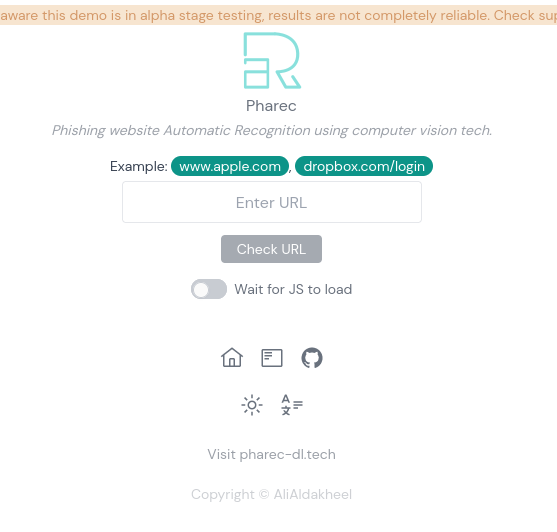 aware this demo is in alpha stage testing, results are not completely reliable. Check
Pharec
Phishing website Automatic Recognition using computer vision tech.
Example: www.apple.com , dropbox.com/login
Enter URL
Check URL
Wait for JS to load
Visit pharec-dl.tech
Copyright © AliAldakheel